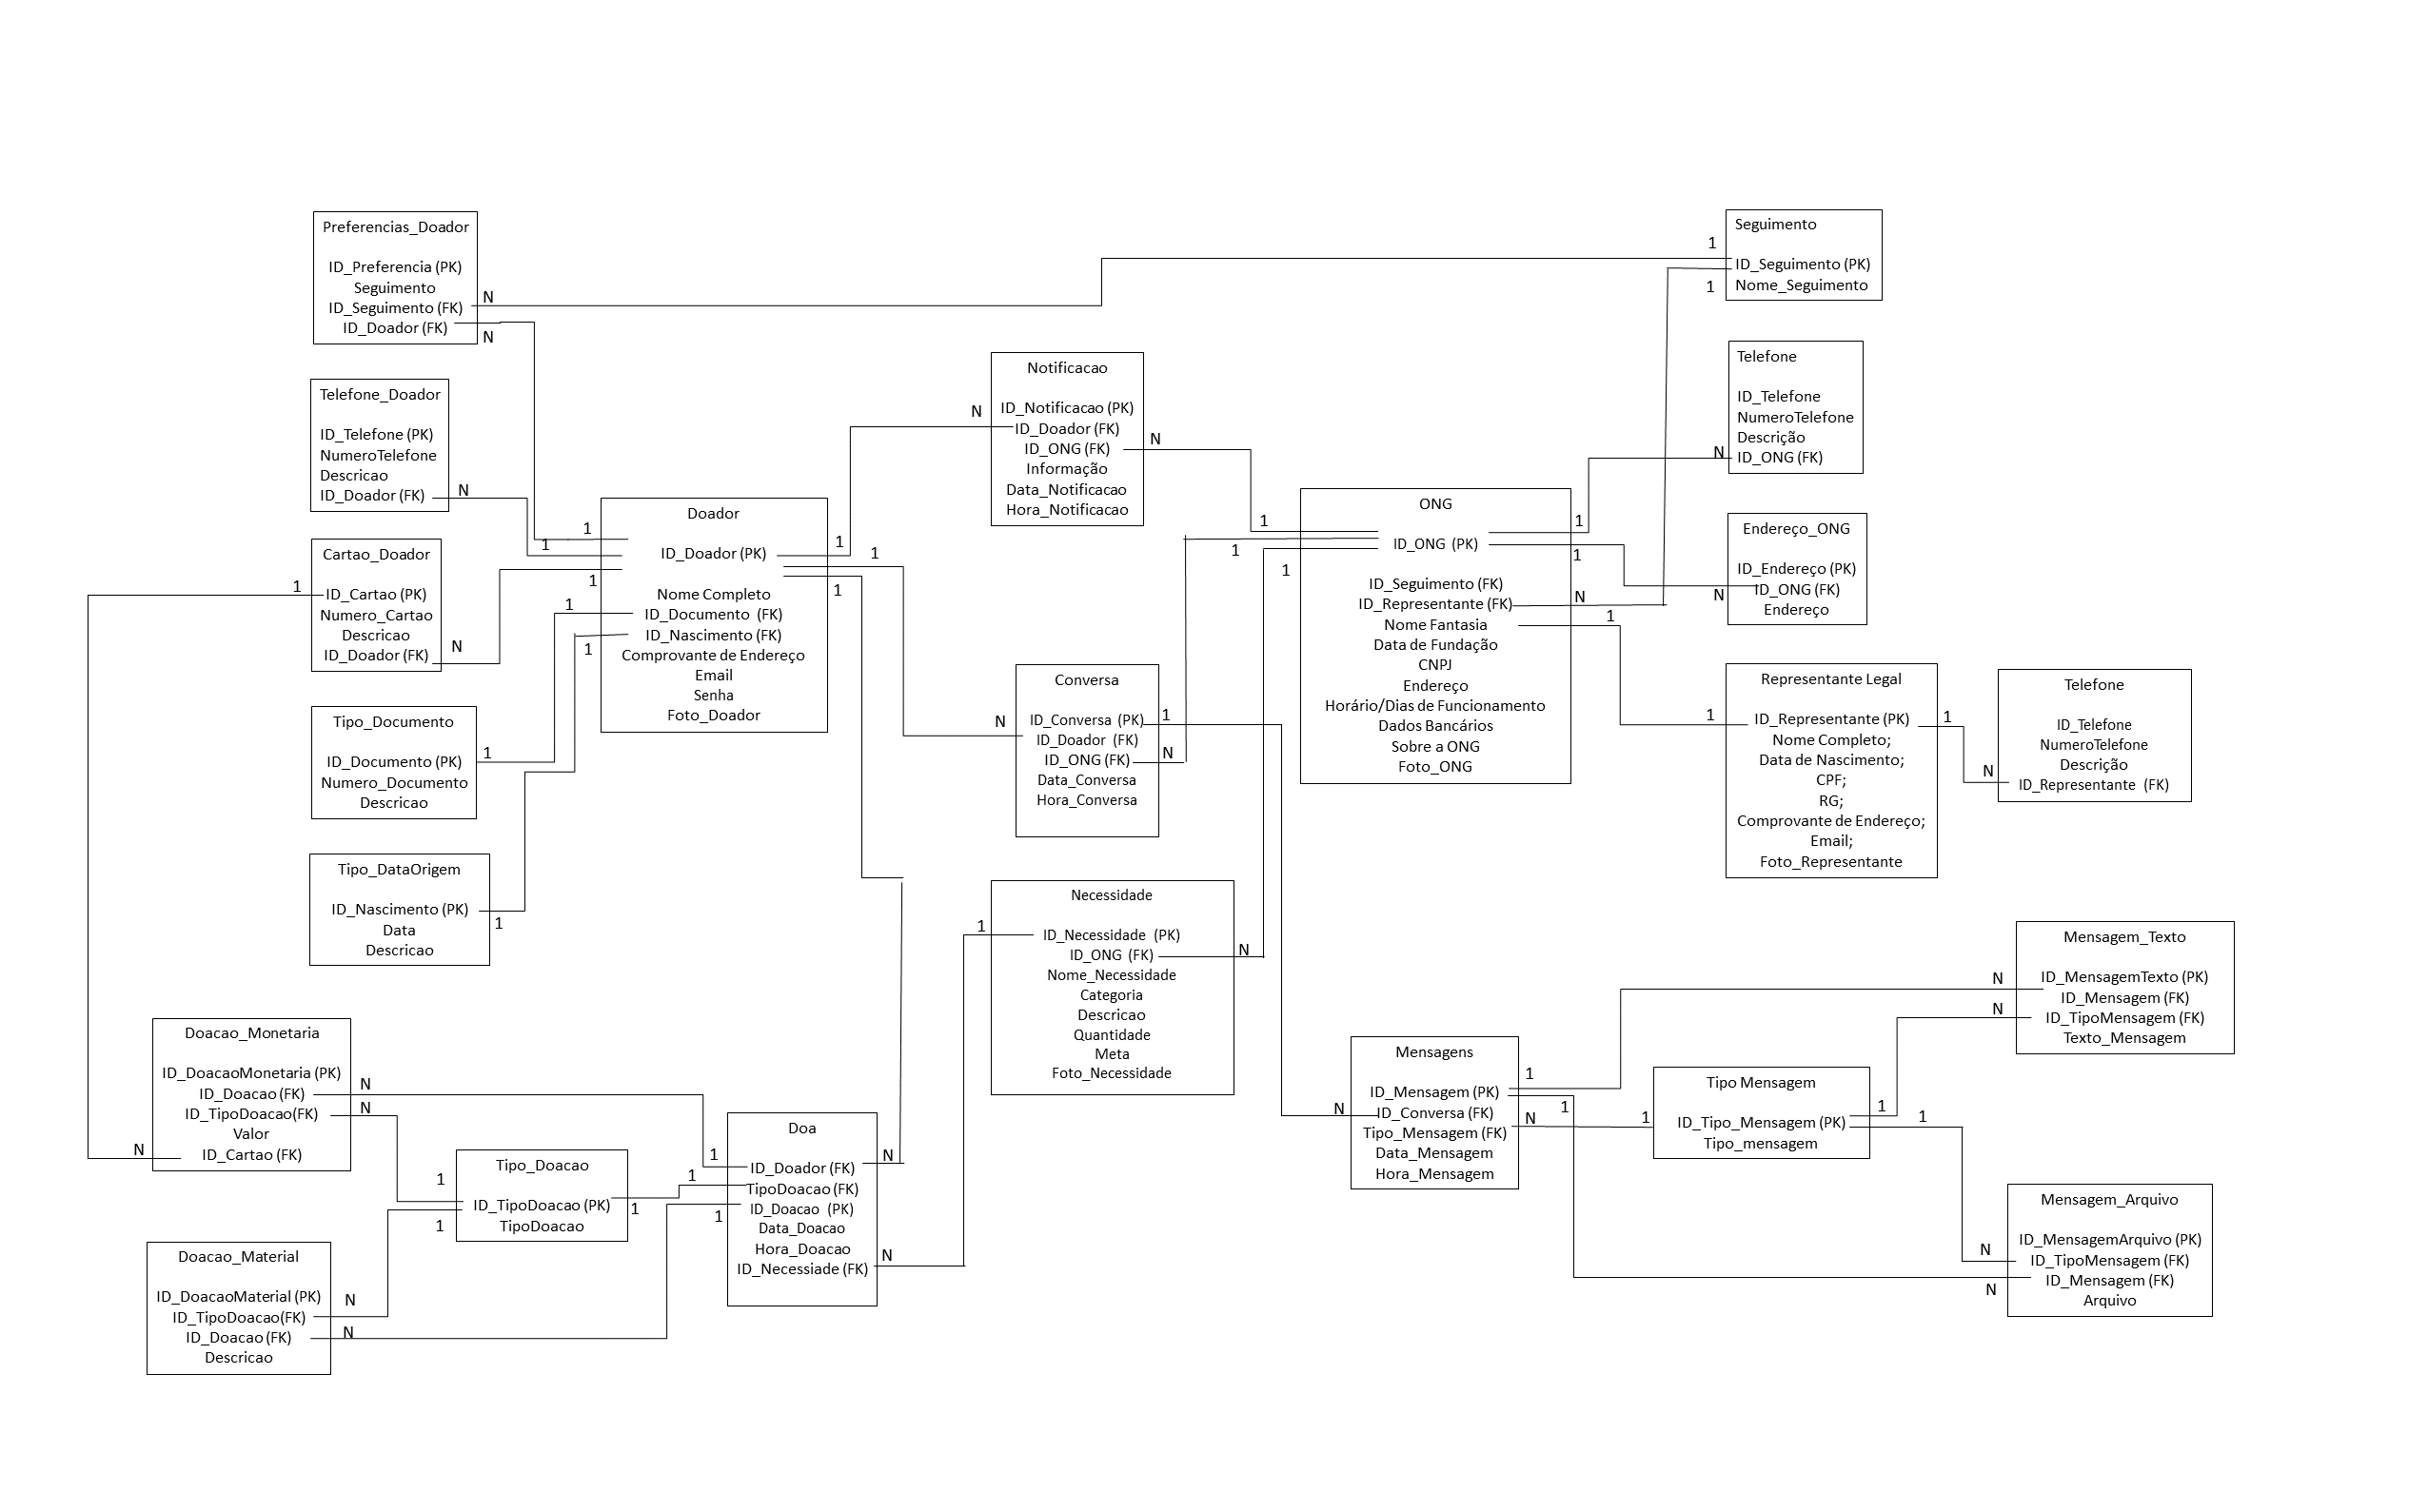 Preferencias_Doador
ID_Preferencia (PK)
Seguimento
ID_Seguimento (FK)
ID_Doador (FK)
N
N
1
1
Seguimento
ID_Seguimento (PK)
Nome_Seguimento
Telefone_Doador
ID_Telefone (PK)
NumeroTelefone
Descricao
ID_Doador (FK)
N
Notificacao
ID_Notificacao (PK)
ID_Doador (FK)
ID_ONG (FK)
Informação
Data_Notificacao
Hora_Notificacao
N
N
Telefone
ID_Telefone
NumeroTelefone
Descrição
ID_ONG (FK)
N
Cartao_Doador
ID_Cartao (PK)
Numero_Cartao
Descricao
ID_Doador (FK)
1
N
Doador
ID_Doador (PK)
Nome Completo
ID_Documento (FK)
ID_Nascimento (FK)
Comprovante de Endereço
Email
Senha
Foto_Doador
1
1
1
1
1
1
1
1
ONG
ID_ONG (PK)
ID_Seguimento (FK)
ID_Representante (FK)
Nome Fantasia
Data de Fundação
CNPJ
Endereço
Horário/Dias de Funcionamento
Dados Bancários
Sobre a ONG
Foto_ONG
1
1
1
1
1
N
1
Endereço_ONG
ID_Endereço (PK)
ID_ONG (FK)
Endereço
N
Tipo_Documento
ID_Documento (PK)
Numero_Documento
Descricao
1
Conversa
ID_Conversa (PK)
ID_Doador (FK)
ID_ONG (FK)
Data_Conversa
Hora_Conversa
N
1
N
Representante Legal
ID_Representante (PK)
Nome Completo;
Data de Nascimento;
CPF;
RG;
Comprovante de Endereço;
Email;
Foto_Representante
1
1
Telefone
ID_Telefone
NumeroTelefone
Descrição
ID_Representante (FK)
N
Tipo_DataOrigem
ID_Nascimento (PK)
Data
Descricao
1
Necessidade
ID_Necessidade (PK)
ID_ONG (FK)
Nome_Necessidade
Categoria
Descricao
Quantidade
Meta
Foto_Necessidade
1
N
Mensagem_Texto
ID_MensagemTexto (PK)
ID_Mensagem (FK)
ID_TipoMensagem (FK)
Texto_Mensagem
N
N
Doacao_Monetaria
ID_DoacaoMonetaria (PK)
ID_Doacao (FK)
ID_TipoDoacao(FK)
Valor
ID_Cartao (FK)
N
N
N
Mensagens
ID_Mensagem (PK)
ID_Conversa (FK)
Tipo_Mensagem (FK)
Data_Mensagem
Hora_Mensagem
N
1
1
N
Tipo Mensagem
ID_Tipo_Mensagem (PK)
Tipo_mensagem
1
1
1
Doa
ID_Doador (FK)
TipoDoacao (FK)
ID_Doacao (PK)
Data_Doacao
Hora_Doacao
ID_Necessiade (FK)
1
1
1
N
N
Tipo_Doacao
ID_TipoDoacao (PK)
TipoDoacao
1
1
1
Mensagem_Arquivo
ID_MensagemArquivo (PK)
ID_TipoMensagem (FK)
ID_Mensagem (FK)
Arquivo
N
N
Doacao_Material
ID_DoacaoMaterial (PK)
ID_TipoDoacao(FK)
ID_Doacao (FK)
Descricao
N
N